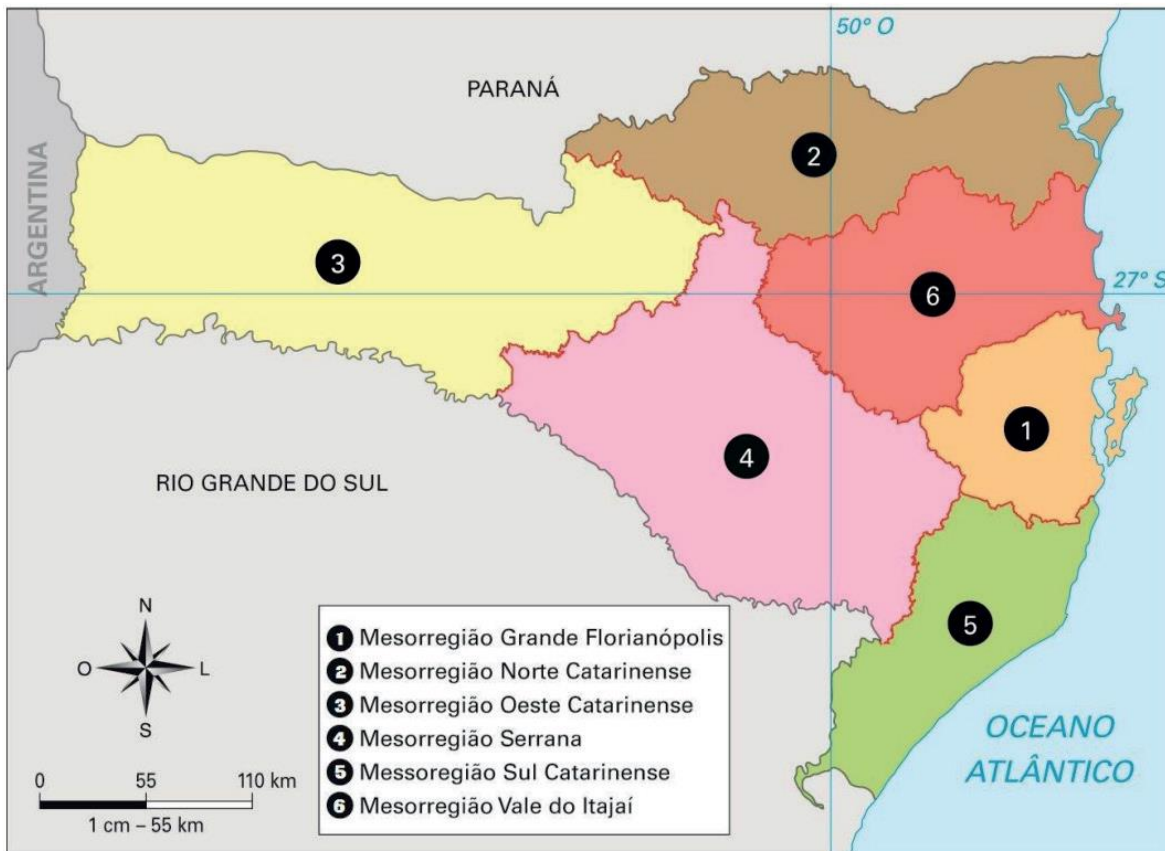 50° O
PARANÁ
ARGENTINA
2
3
6
27° S
1
4
RIO GRANDE DO SUL
5
N
O
L
S
1 Mesorregião Grande Florianópolis
2 Mesorregião Norte Catarinense
3 Mesorregião Oeste Catarinense
4 Mesorregião Serrana
5 Messoregião Sul Catarinense
6 Mesorregião Vale do Itajaí
OCEANO
ATLÂNTICO
0 55 110 km
1 cm – 55 km